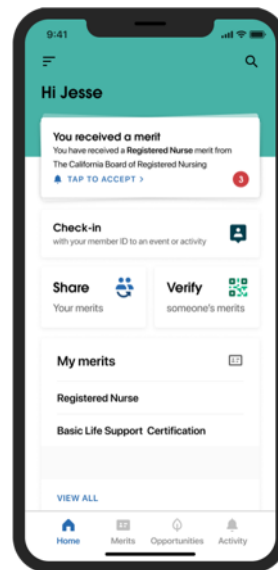 9:41
Hi Jesse
You received a merit
You have received a Registered Nurse merit from
The California Board of Registered Nursing
TAP TO ACCEPT >
3
Check-in
with your member ID to an event or activity
Share
Your merits
Verify
someone's merits
My merits
17
Registered Nurse
Basic Life Support Certification
VIEW ALL
17
Home
Merits
Opportunities
Activity